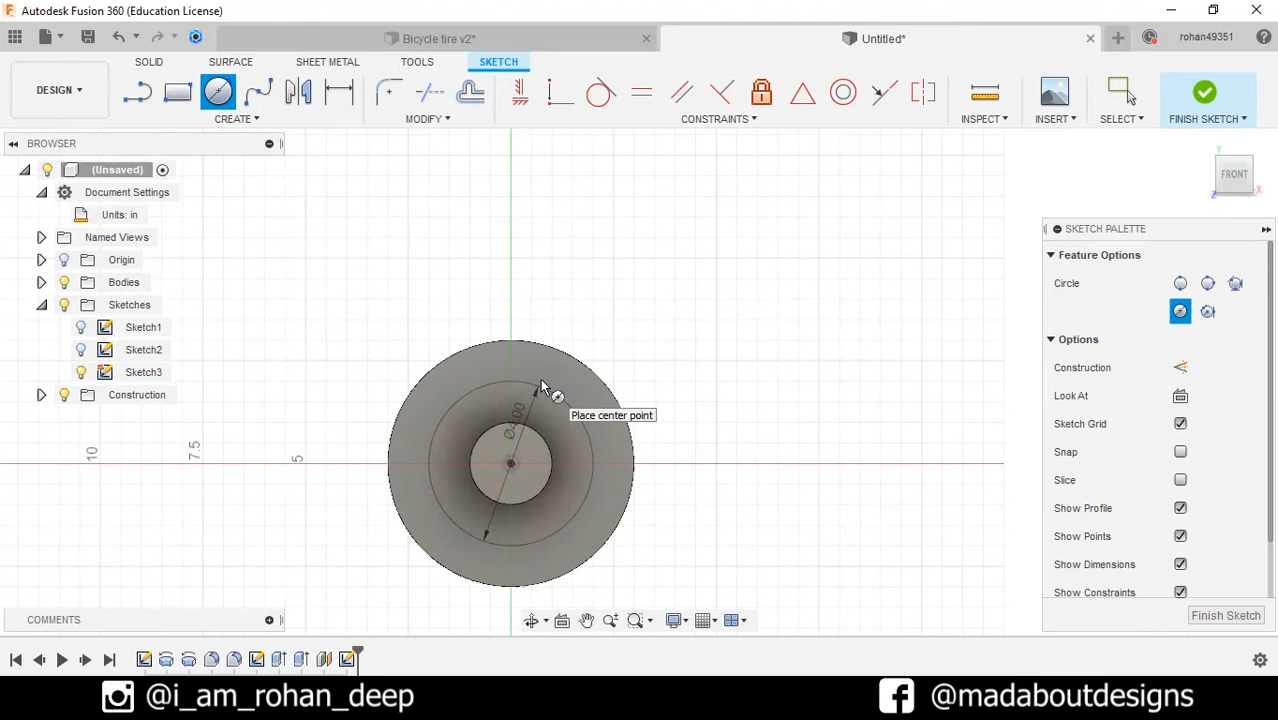 Autodesk Fusion 360 (Education License)
Bicycle tire v2*
Untitled*
rohan49351
DESIGN
SOLID
SURFACE
SHEET METAL
TOOLS
SKETCH
CREATE
MODIFY
CONSTRAINTS
INSPECT
INSERT
SELECT
FINISH SKETCH
BROWSER
(Unsaved)
Document Settings
Units: in
Named Views
Origin
Bodies
Sketches
Sketch1
Sketch2
Sketch3
Construction
10
7.5
5
Ø4.00
Place center point
Y
FRONT
X
Z
SKETCH PALETTE
Feature Options
Circle
Options
Construction
Look At
Sketch Grid
Snap
Slice
Show Profile
Show Points
Show Dimensions
Show Constraints
Finish Sketch
COMMENTS
@i_am_rohan_deep
@madaboutdesigns